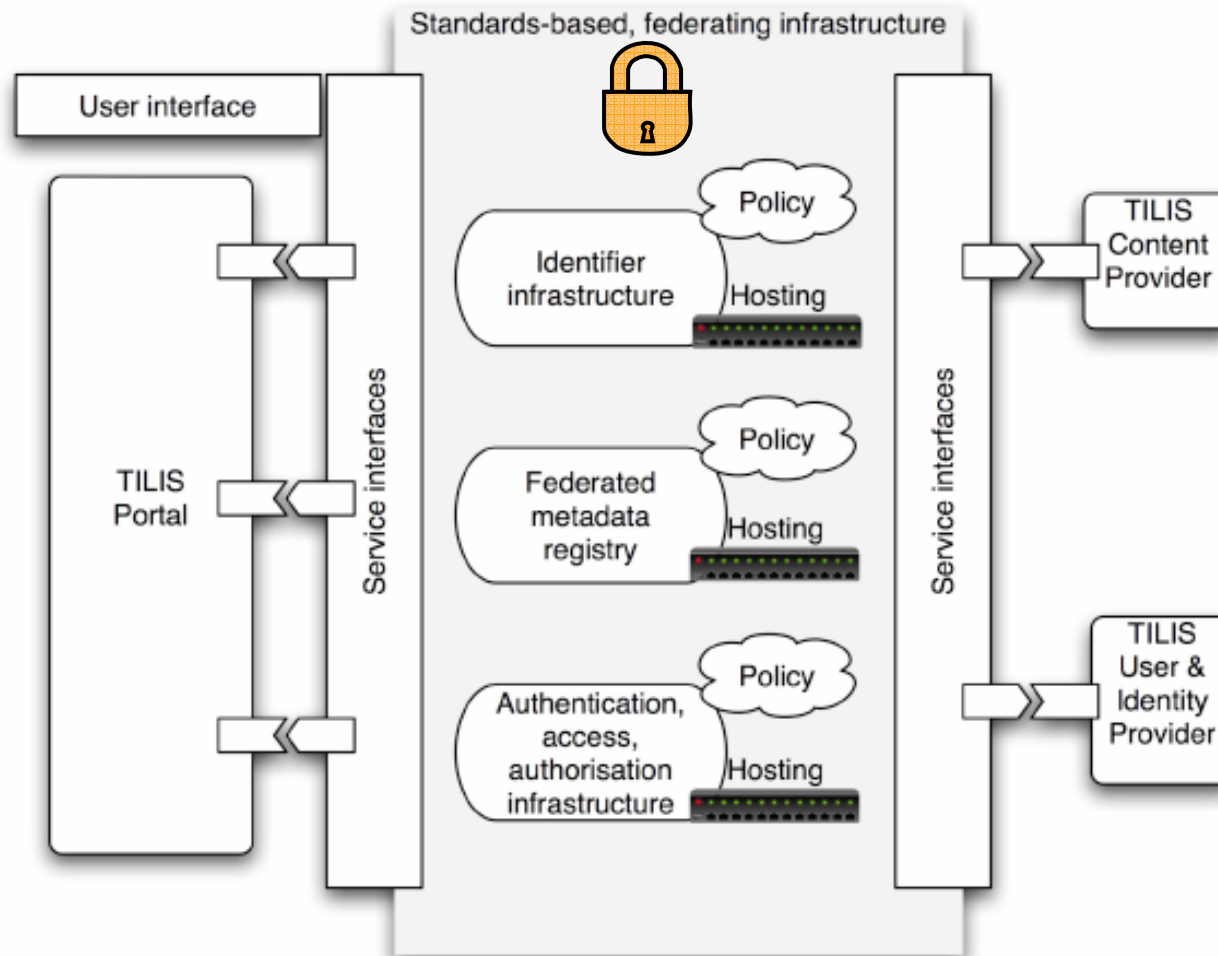 Standards-based, federating infrastructure
User interface
TILIS
Portal
Service interfaces
Policy
Identifier
infrastructure
Hosting
Policy
Federated
metadata
registry
Hosting
Policy
Authentication,
access,
authorisation
infrastructure
Hosting
Service interfaces
TILIS
Content
Provider
TILIS
User &
Identity
Provider